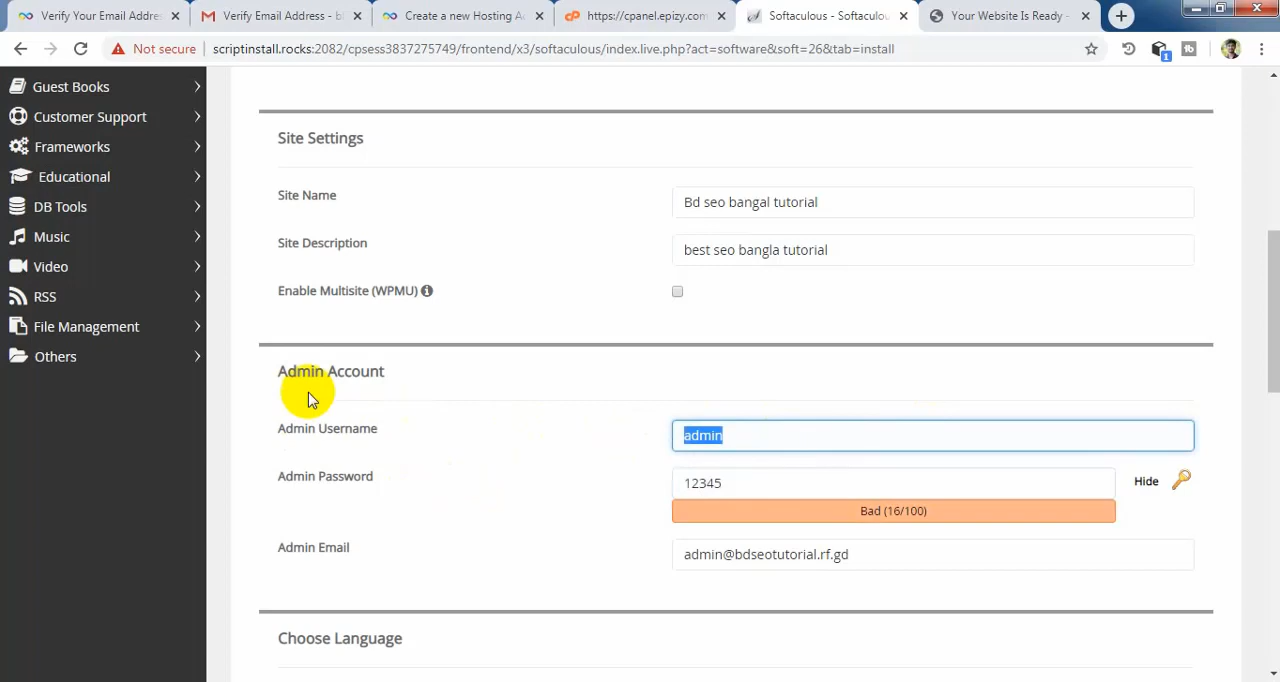 Verify Your Email Addre
Verify Email Address - b
Create a new Hosting A
https://cpanel.epizy.com
Softaculous - Softaculou
Your Website Is Ready -
Not secure
scriptinstall.rocks:2082/cpsess3837275749/frontend/x3/softaculous/index.live.php?act=software&soft=26&tab=install
Guest Books
Customer Support
Frameworks
Educational
DB Tools
Music
Video
RSS
File Management
Others
Site Settings
Site Name
Bd seo bangal tutorial
Site Description
best seo bangla tutorial
Enable Multisite (WPMU)
Admin Account
Admin Username
admin
Admin Password
12345
Hide
Bad (16/100)
Admin Email
admin@bdseotutorial.rf.gd
Choose Language